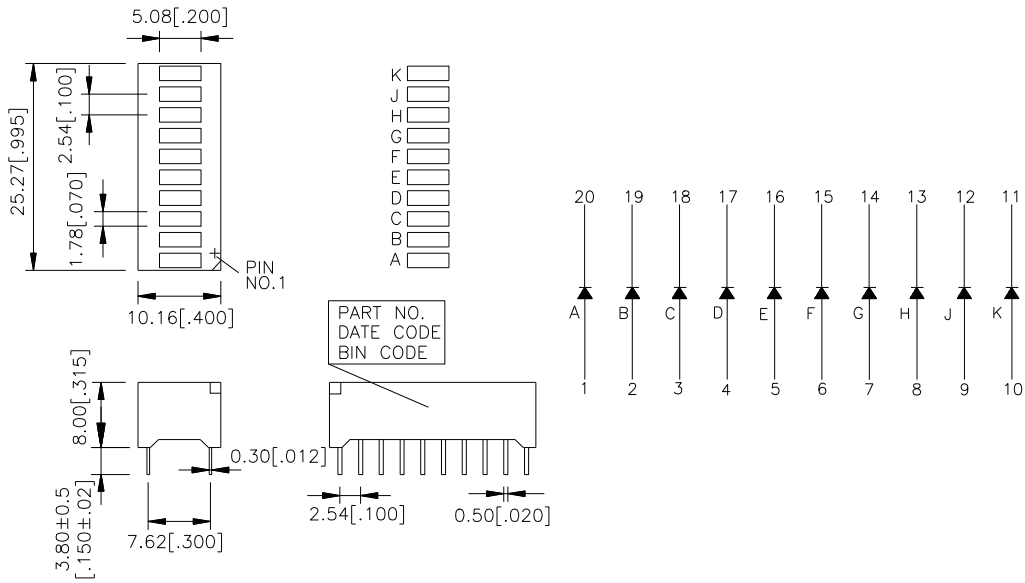 5.08[.200]
25.27[.995]
2.54[.100]
1.78[.070]
PIN
NO.1
10.16[.400]
K
J
H
G
F
E
D
C
B
A
20 19 18 17 16 15 14 13 12 11
A B C D E F G H J K
1 2 3 4 5 6 7 8 9 10
PART NO.
DATE CODE
BIN CODE
8.00[.315]
3.80±0.5
[.150±.02]
0.30[.012]
7.62[.300]
2.54[.100]
0.50[.020]